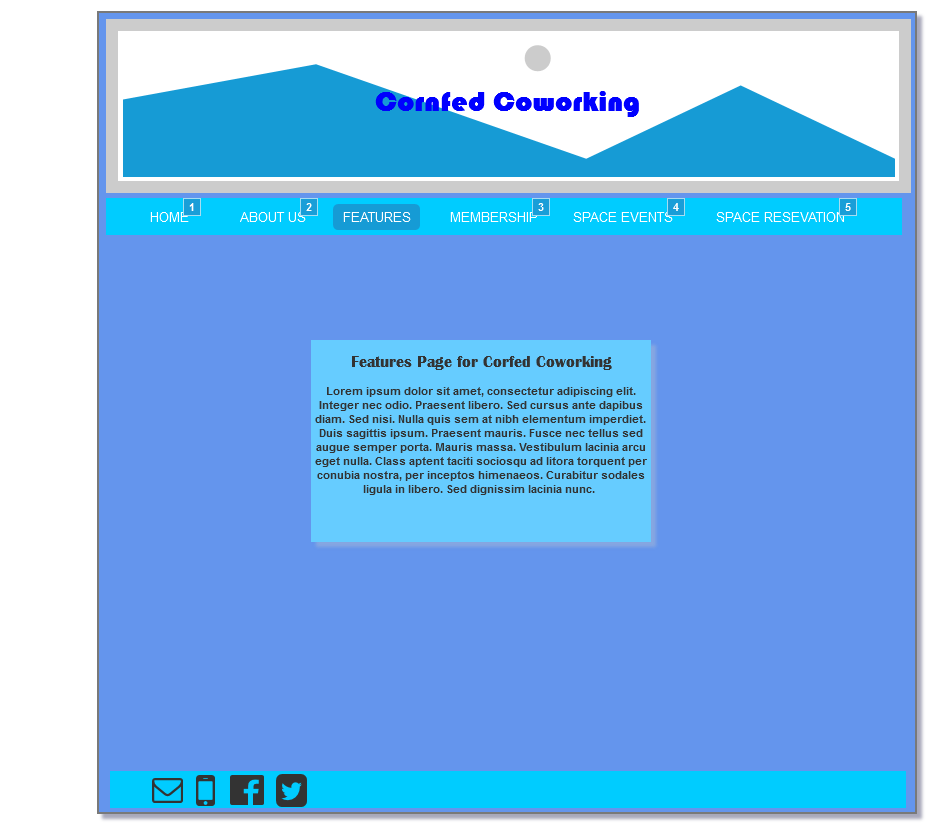 Cornfed Coworking
HOME 1 ABOUT US 2 FEATURES MEMBERSHIP 3 SPACE EVENTS 4 SPACE RESEVATION 5
Features Page for Corfed Coworking
Lorem ipsum dolor sit amet, consectetur adipiscing elit.
Integer nec odio. Praesent libero. Sed cursus ante dapibus
diam. Sed nisi. Nulla quis sem at nibh elementum imperdiet.
Duis sagittis ipsum. Praesent mauris. Fusce nec tellus sed
augue semper porta. Mauris massa. Vestibulum lacinia arcu
eget nulla. Class aptent taciti sociosqu ad litora torquent per
conubia nostra, per inceptos himenaeos. Curabitur sodales
ligula in libero. Sed dignissim lacinia nunc.